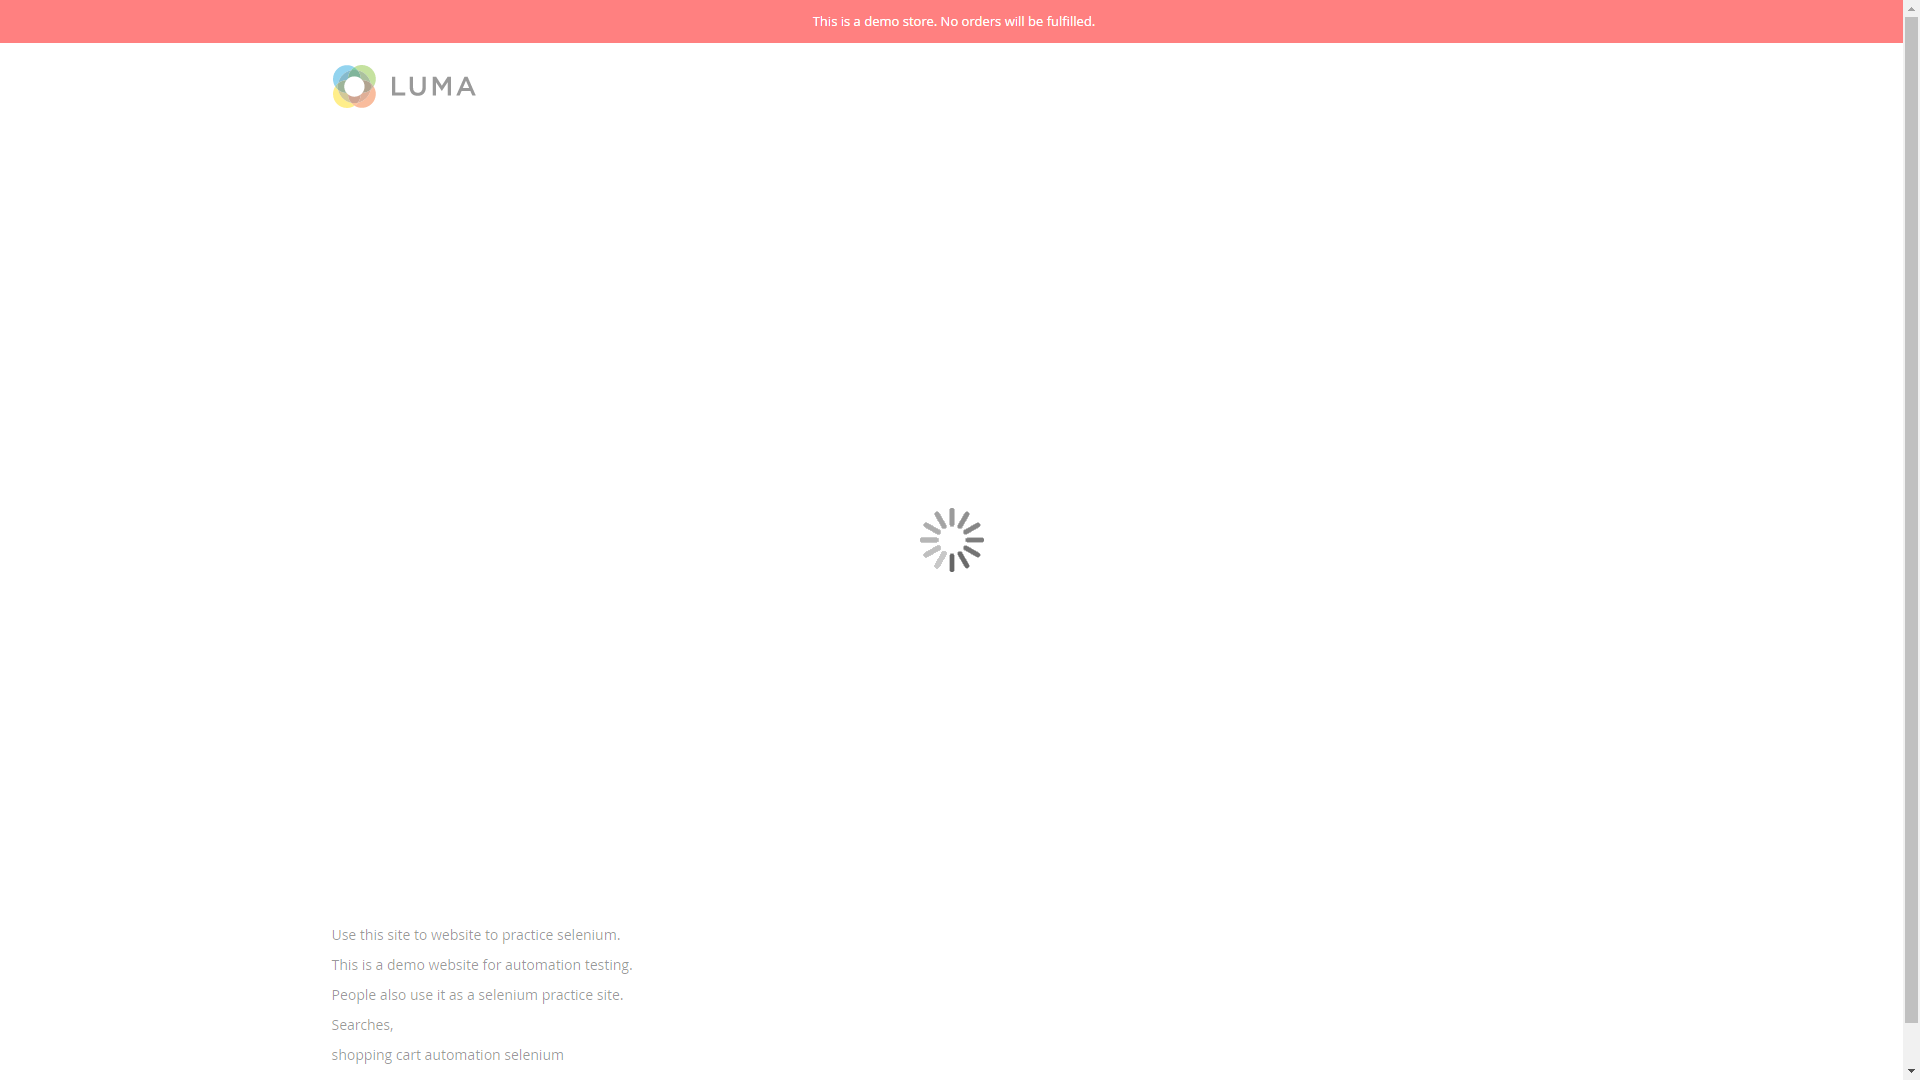 This is a demo store. No orders will be fulfilled.
LUMA
Use this site to website to practice selenium.
This is a demo website for automation testing.
People also use it as a selenium practice site.
Searches,
shopping cart automation selenium